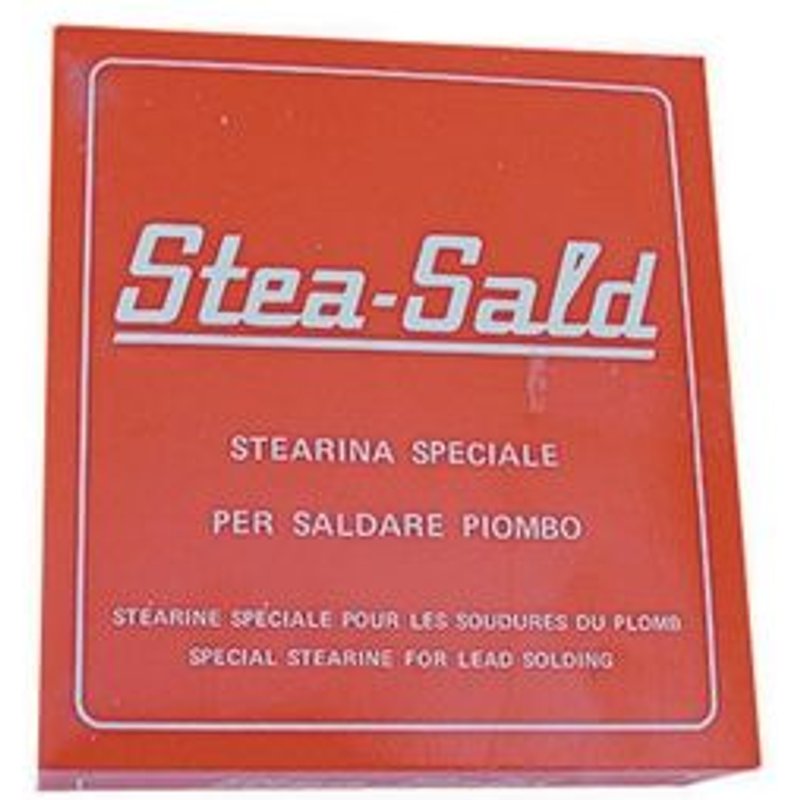 Stea-Sald
STEARINA SPECIALE
PER SALDARE PIOMBO
STEARINE SPECIALE POUR LES SOUDURES DU PLOMB
SPECIAL STEARINE FOR LEAD SOLDING